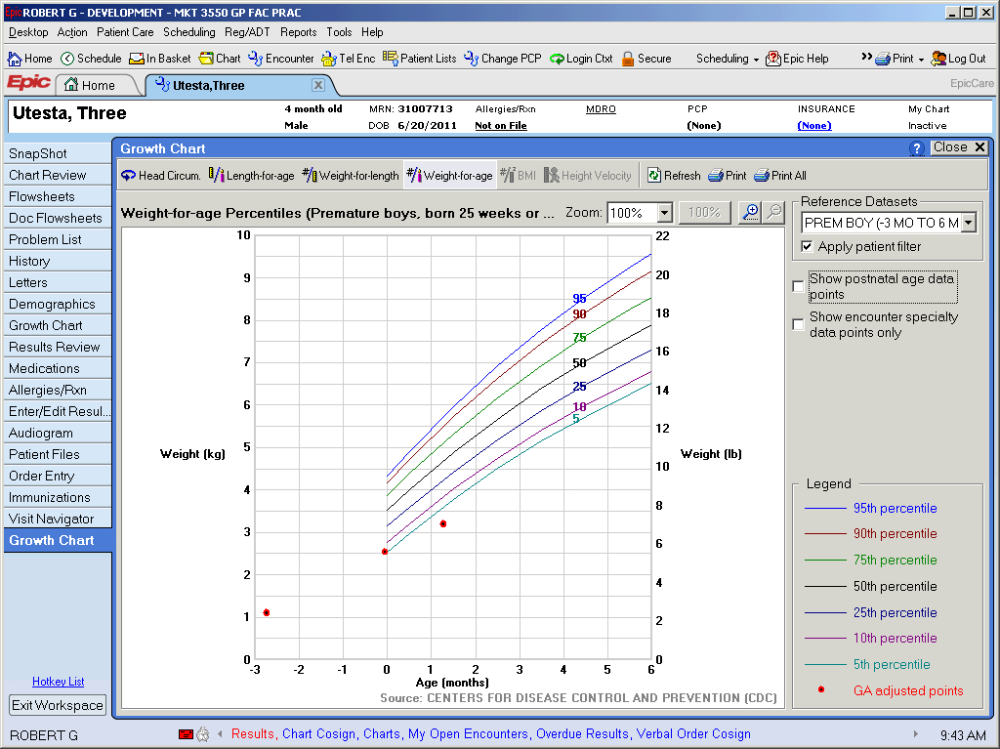 Epic ROBERT G - DEVELOPMENT - MKT 3550 GP FAC PRAC
Desktop Action Patient Care Scheduling Reg/ADT Reports Tools Help
Home Schedule In Basket Chart Encounter Tel Enc Patient Lists Change PCP Login Ctxt Secure Scheduling Epic Help Print Log Out
Epic Home Utesta,Three EpicCare
Utesta, Three
4 month old MRN: 31007713 Allergies/Rxn MDRO PCP INSURANCE My Chart
Male DOB 6/20/2011 Not on File (None) (None) Inactive
SnapShot
Chart Review
Flowsheets
Doc Flowsheets
Problem List
History
Letters
Demographics
Growth Chart
Results Review
Medications
Allergies/Rxn
Enter/Edit Resul...
Audiogram
Patient Files
Order Entry
Immunizations
Visit Navigator
Growth Chart
Hotkey List
Exit Workspace
Growth Chart ? Close X
Head Circum. Length-for-age Weight-for-length Weight-for-age BMI Height Velocity Refresh Print Print All
Weight-for-age Percentiles (Premature boys, born 25 weeks or ... Zoom: 100% 100%
10
9
8
7
6
5
4
3
2
1
0
Weight (kg)
95
90
75
50
25
10
5
22
20
18
16
14
12
10
8
6
4
2
0
Weight (lb)
-3 -2 -1 0 1 2 3 4 5 6
Age (months)
Source: CENTERS FOR DISEASE CONTROL AND PREVENTION (CDC)
Reference Datasets
PREM BOY (-3 MO TO 6 M
Apply patient filter
Show postnatal age data
points
Show encounter specialty
data points only
Legend
95th percentile
90th percentile
75th percentile
50th percentile
25th percentile
10th percentile
5th percentile
GA adjusted points
ROBERT G Results, Chart Cosign, Charts, My Open Encounters, Overdue Results, Verbal Order Cosign 9:43 AM